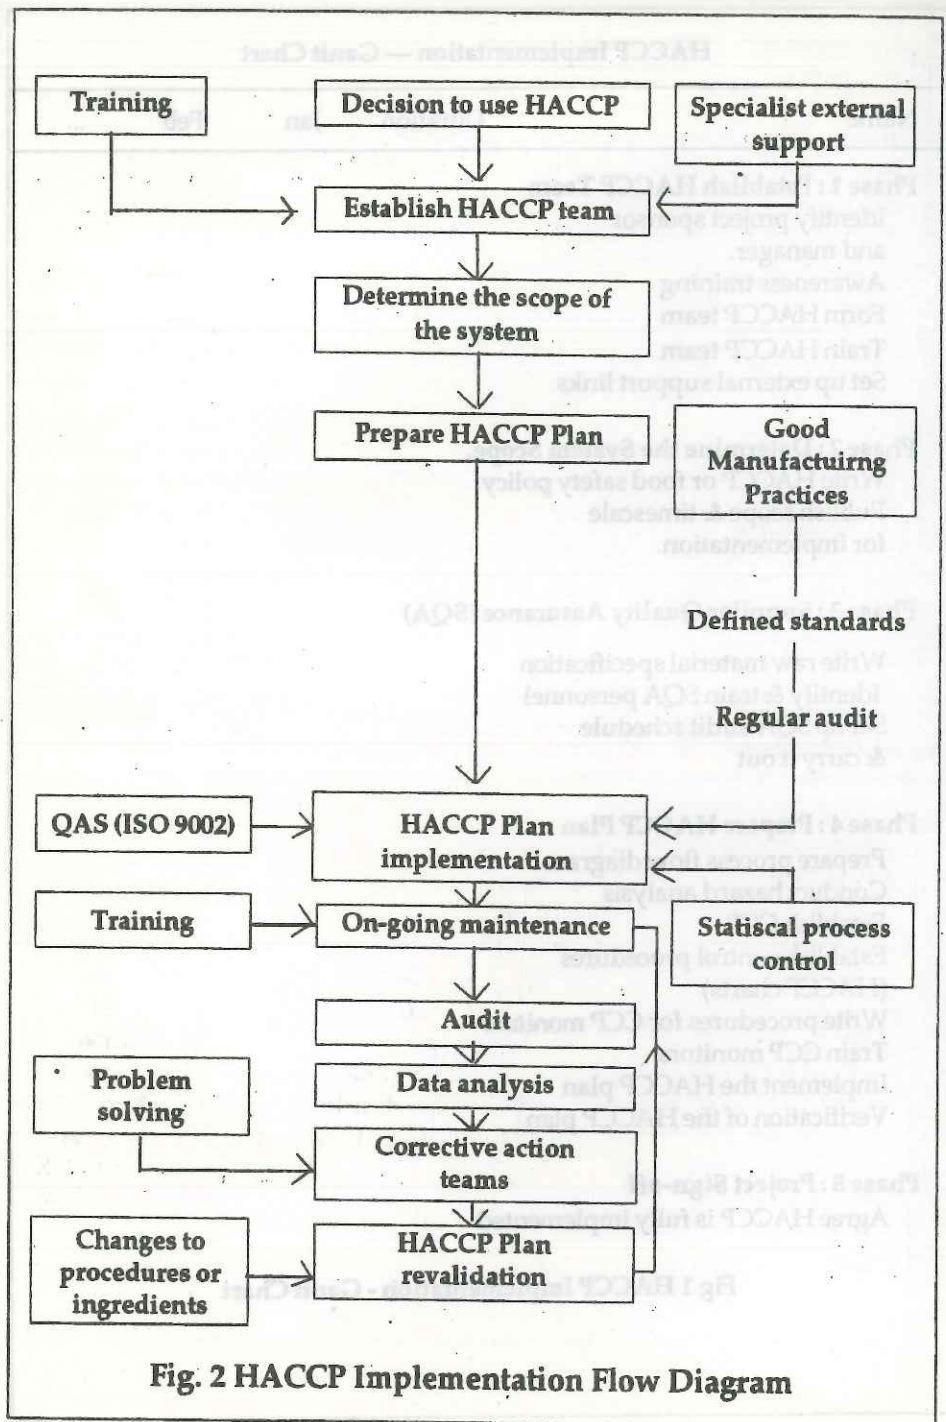 Training
Decision to use HACCP
Specialist external
support
Establish HACCP team
Determine the scope of
the system
Prepare HACCP Plan
Good
Manufactuirng
Practices
Defined standards
Regular audit
QAS (ISO 9002)
HACCP Plan
implementation
Training
On-going maintenance
Statiscal process
control
Audit
Problem
solving
Data analysis
Corrective action
teams
Changes to
procedures or
ingredients
HACCP Plan
revalidation
Fig. 2 HACCP Implementation Flow Diagram